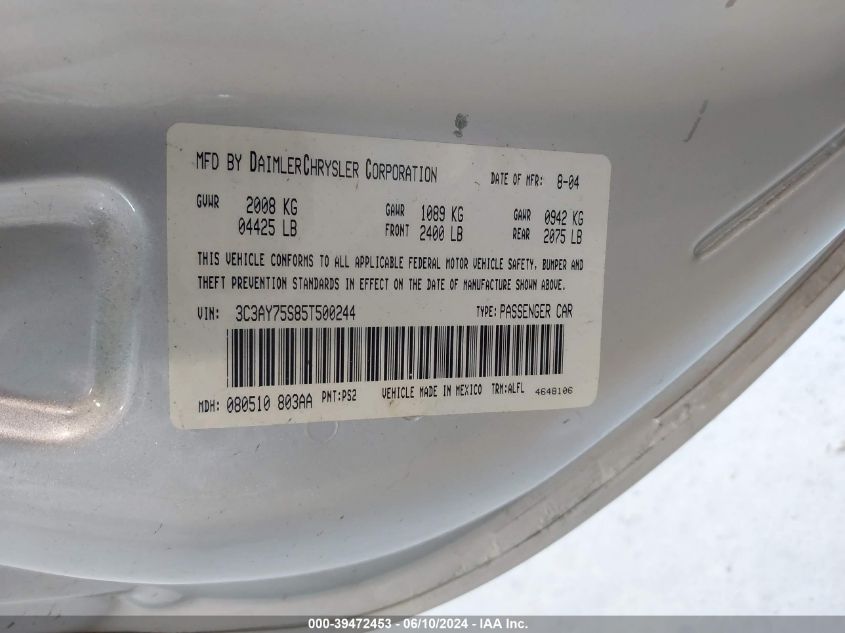 MFD BY DAIMLERCHRYSLER CORPORATION DATE OF MFR: 8-04
GVWR 2008 KG GAWR 1089 KG GAWR 0942 KG
04425 LB FRONT 2400 LB REAR 2075 LB
THIS VEHICLE CONFORMS TO ALL APPLICABLE FEDERAL MOTOR VEHICLE SAFETY, BUMPER AND
THEFT PREVENTION STANDARDS IN EFFECT ON THE DATE OF MANUFACTURE SHOWN ABOVE.
VIN: 3C3AY75S85T500244 TYPE: PASSENGER CAR
MDH: 080510 803AA PNT: PS2 VEHICLE MADE IN MEXICO TRM: ALFL 4648106
000-39472453 - 06/10/2024 - IAA Inc.